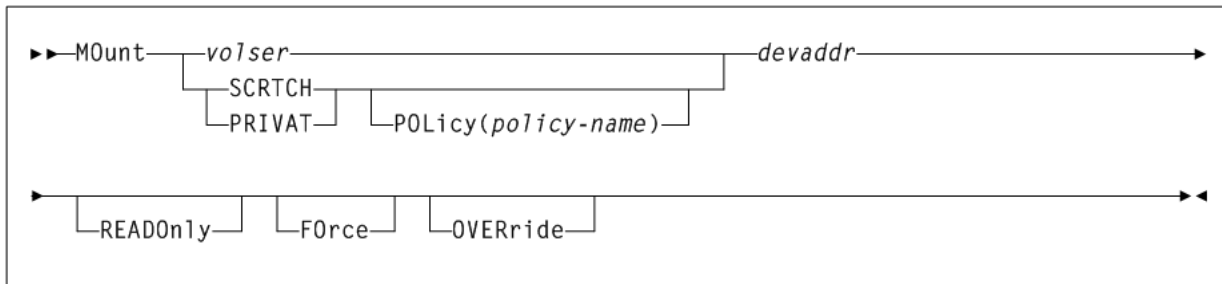 MOunt volser devaddr
SCRTCH
PRIVAT POLicy(policy-name)
READOnly FOrce OVERride